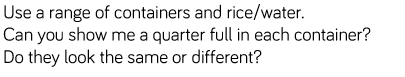 Use a range of containers and rice/water.
Can you show me a quarter full in each container?
Do they look the same or different?